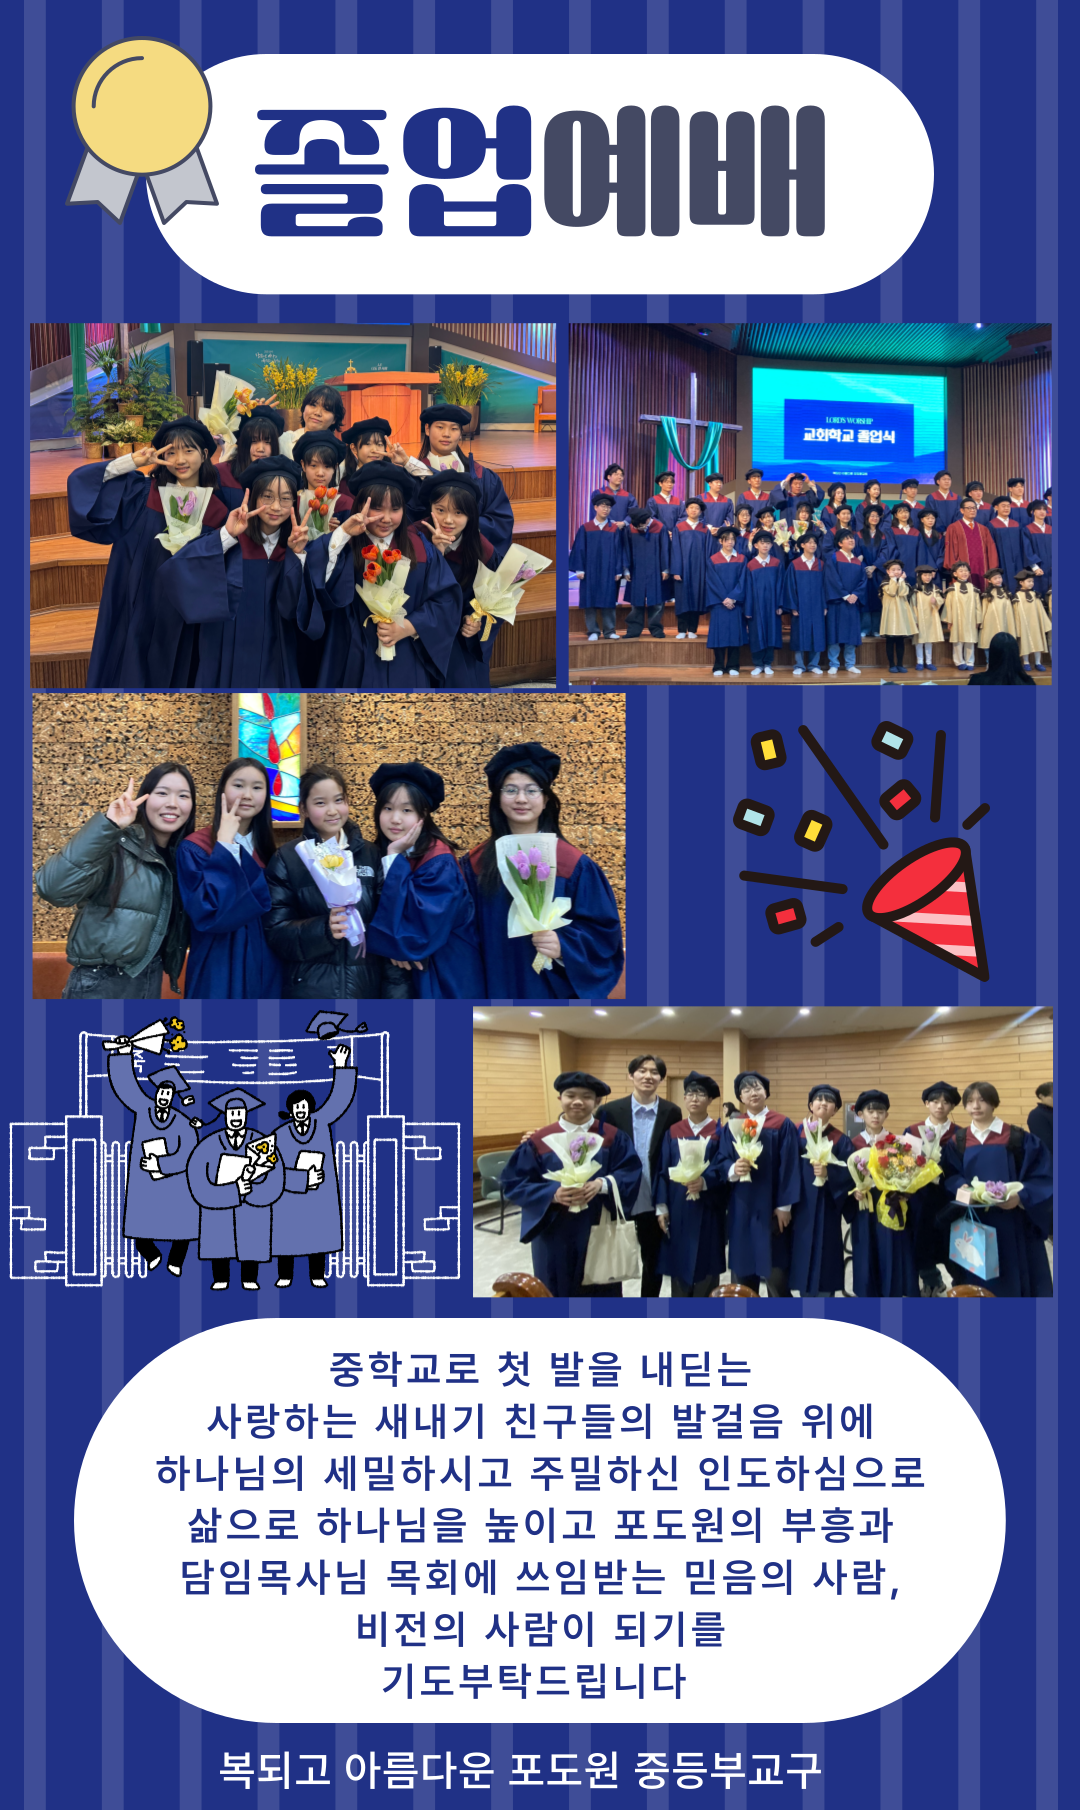 졸업예배
LORD'S WORSHIP
교회학교 졸업식
중학교로 첫 발을 내딛는
사랑하는 새내기 친구들의 발걸음 위에
하나님의 세밀하시고 주밀하신 인도하심으로
삶으로 하나님을 높이고 포도원의 부흥과
담임목사님 목회에 쓰임받는 믿음의 사람,
비전의 사람이 되기를
기도부탁드립니다
복되고 아름다운 포도원 중등부교구